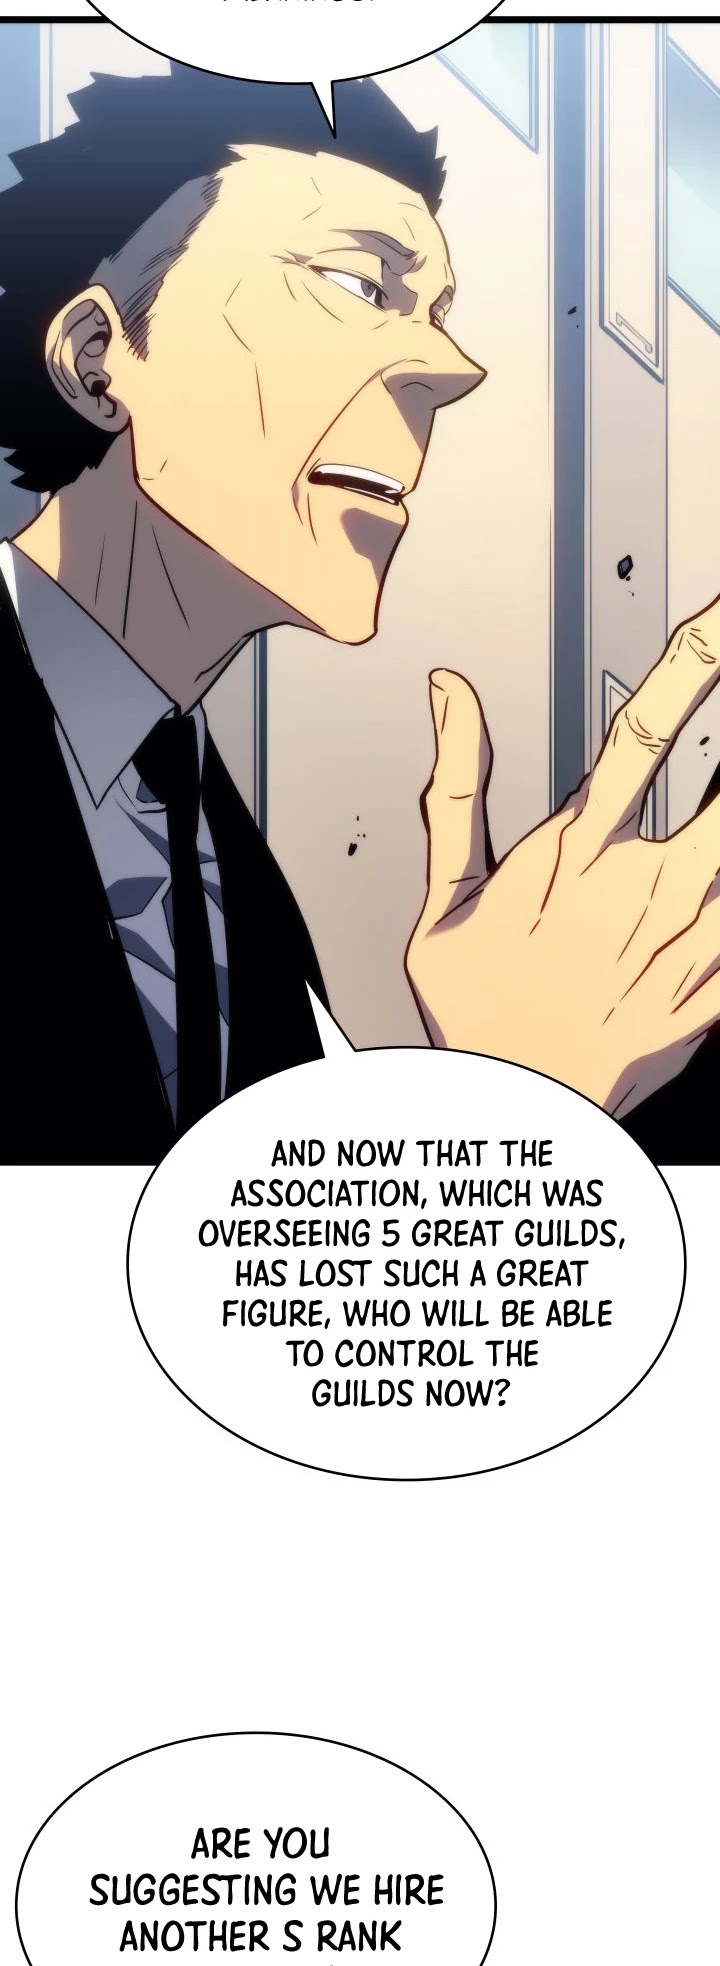 AND NOW THAT THE
ASSOCIATION, WHICH WAS
OVERSEEING 5 GREAT GUILDS,
HAS LOST SUCH A GREAT
FIGURE, WHO WILL BE ABLE
TO CONTROL THE
GUILDS NOW?
ARE YOU
SUGGESTING WE HIRE
ANOTHER S RANK